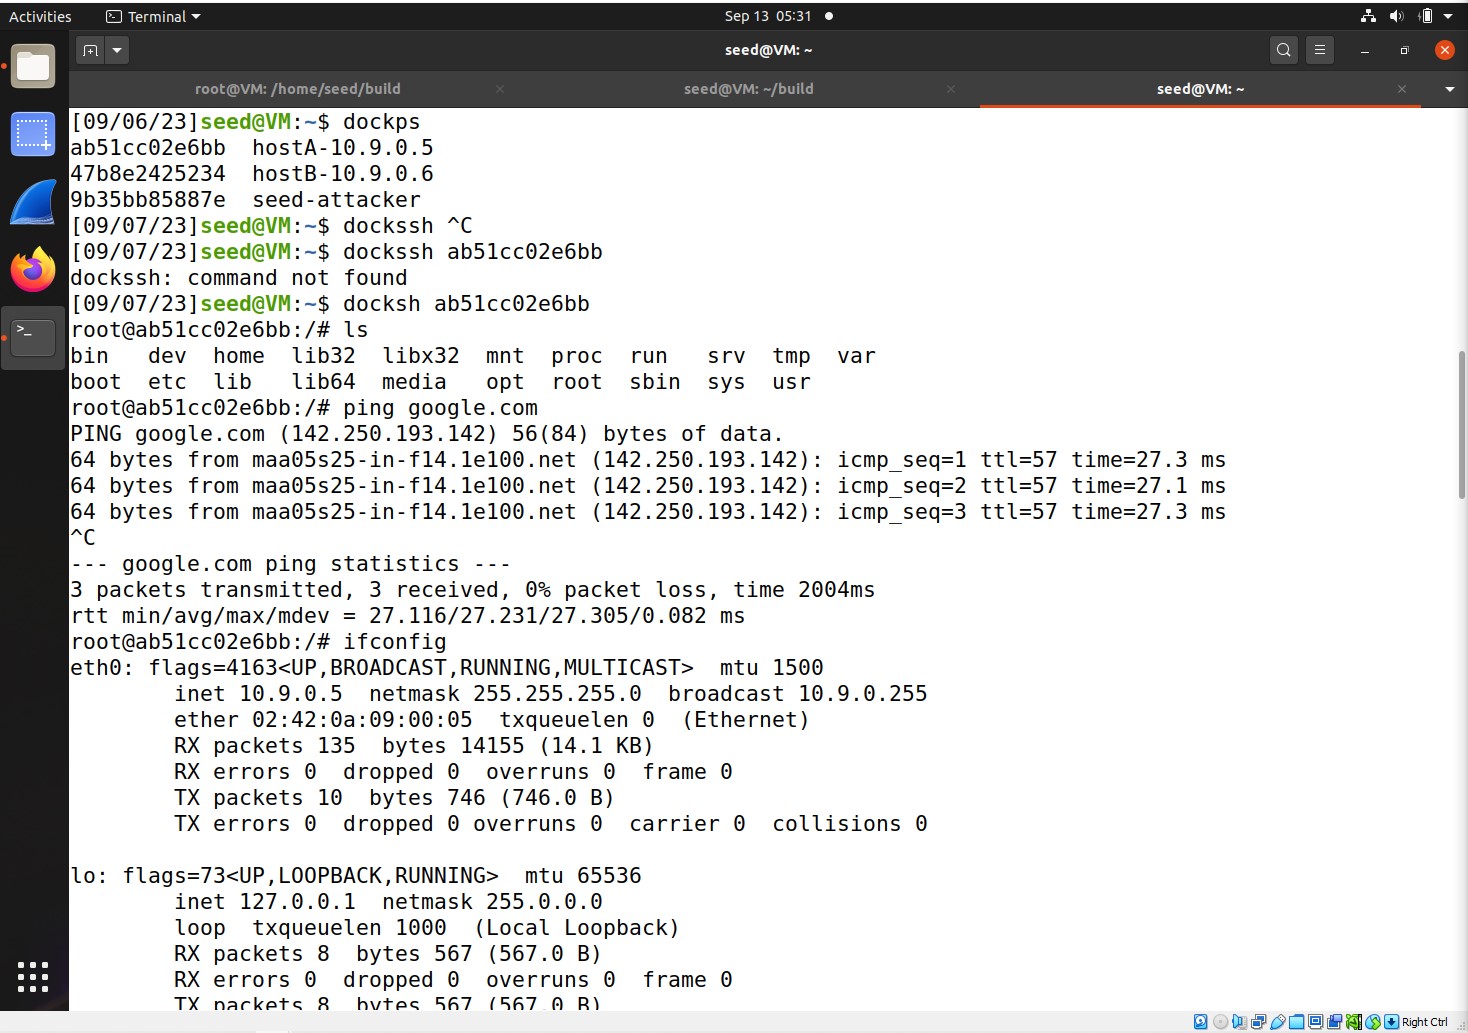 Activities Terminal Sep 13 05:31
seed@VM: ~
root@VM: /home/seed/build seed@VM: ~/build seed@VM: ~
[09/06/23]seed@VM:~$ dockps
ab51cc02e6bb  hostA-10.9.0.5
47b8e2425234  hostB-10.9.0.6
9b35bb85887e  seed-attacker
[09/07/23]seed@VM:~$ dockssh ^C
[09/07/23]seed@VM:~$ dockssh ab51cc02e6bb
dockssh: command not found
[09/07/23]seed@VM:~$ docksh ab51cc02e6bb
root@ab51cc02e6bb:/# ls
bin   dev  home  lib32  libx32  mnt  proc  run   srv  tmp  var
boot  etc  lib   lib64  media   opt  root  sbin  sys  usr
root@ab51cc02e6bb:/# ping google.com
PING google.com (142.250.193.142) 56(84) bytes of data.
64 bytes from maa05s25-in-f14.1e100.net (142.250.193.142): icmp_seq=1 ttl=57 time=27.3 ms
64 bytes from maa05s25-in-f14.1e100.net (142.250.193.142): icmp_seq=2 ttl=57 time=27.1 ms
64 bytes from maa05s25-in-f14.1e100.net (142.250.193.142): icmp_seq=3 ttl=57 time=27.3 ms
^C
--- google.com ping statistics ---
3 packets transmitted, 3 received, 0% packet loss, time 2004ms
rtt min/avg/max/mdev = 27.116/27.231/27.305/0.082 ms
root@ab51cc02e6bb:/# ifconfig
eth0: flags=4163<UP,BROADCAST,RUNNING,MULTICAST>  mtu 1500
        inet 10.9.0.5  netmask 255.255.255.0  broadcast 10.9.0.255
        ether 02:42:0a:09:00:05  txqueuelen 0  (Ethernet)
        RX packets 135  bytes 14155 (14.1 KB)
        RX errors 0  dropped 0  overruns 0  frame 0
        TX packets 10  bytes 746 (746.0 B)
        TX errors 0  dropped 0 overruns 0  carrier 0  collisions 0
lo: flags=73<UP,LOOPBACK,RUNNING>  mtu 65536
        inet 127.0.0.1  netmask 255.0.0.0
        loop  txqueuelen 1000  (Local Loopback)
        RX packets 8  bytes 567 (567.0 B)
        RX errors 0  dropped 0  overruns 0  frame 0
        TX packets 8  bytes 567 (567.0 B)
Right Ctrl